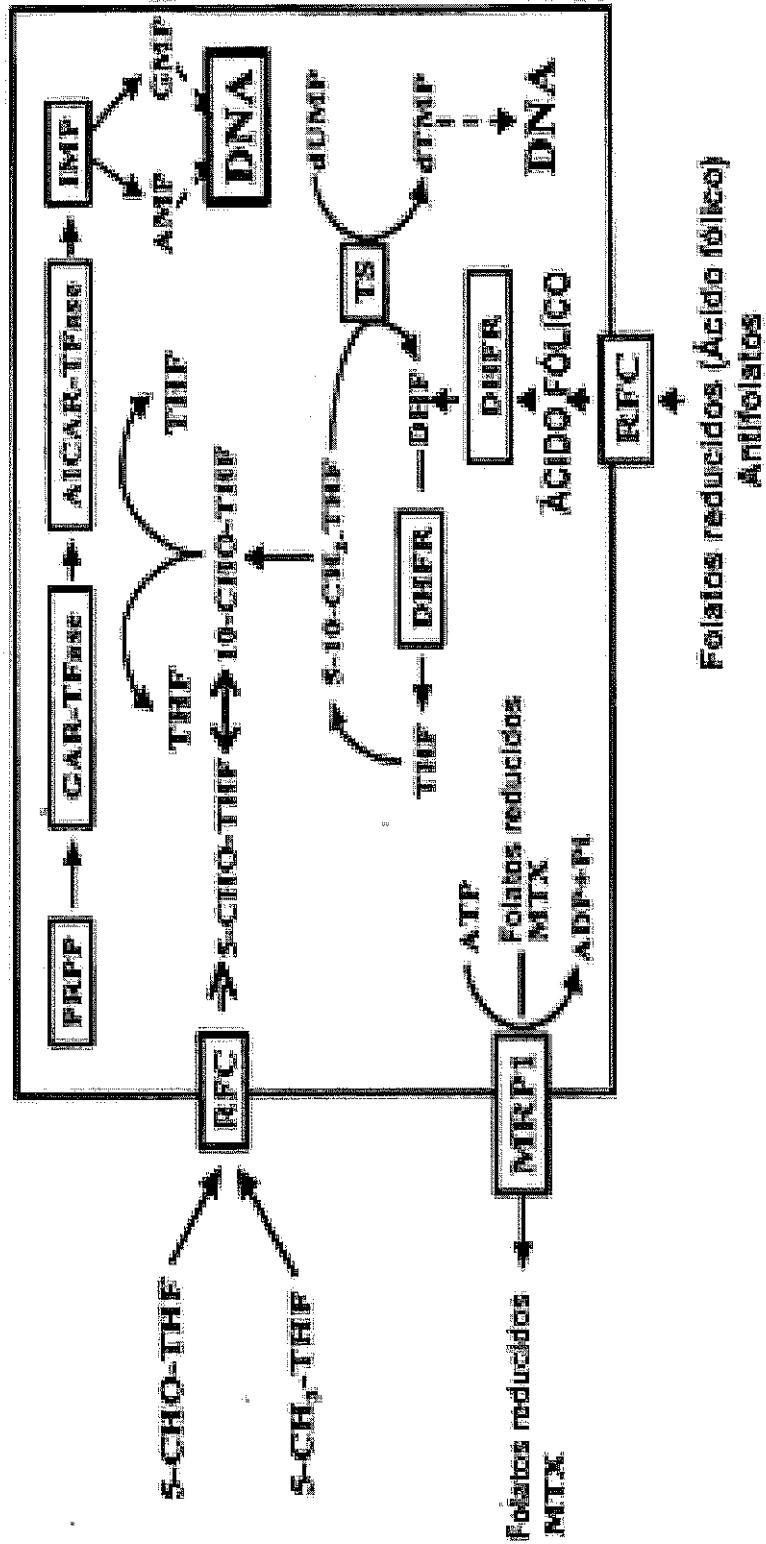 PRPP
GAR-TFase
AICAR-TFase
IMP
AMP
GMP
DNA
THF
THF
5-CHO-THF
RFC
5-CHO-THF
10-CHO-THF
5-CH₃-THF
5-10-CH₂-THF
TS
dUMP
dTMP
DNA
THF
DHFR
DHF
DHFR
ÁCIDO FÓLICO
RFC
ATP
Folatos reducidos
MTX
ADP+Pi
MRP1
Folatos reducidos
MTX
Folatos reducidos (Ácido fólico)
Antifolatos